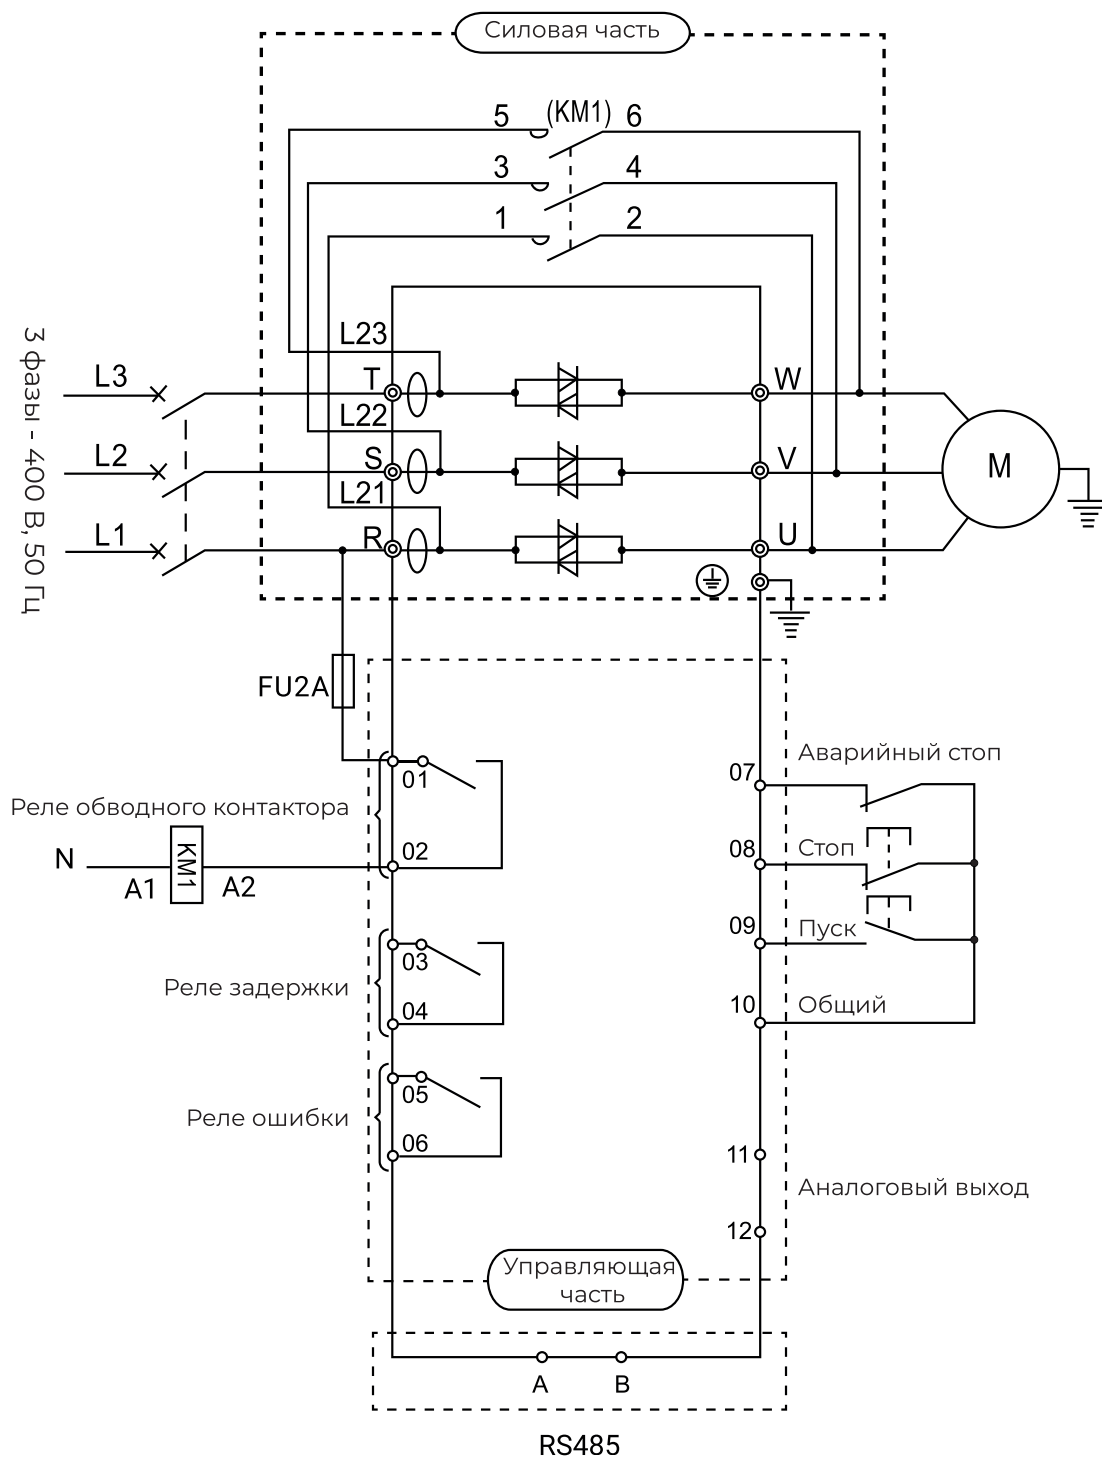 Силовая часть
5 (KM1) 6
3 4
1 2
L23
L3 T W
L22
3 фазы - 400 В, 50 Гц
L2 S V M
L21
L1 R U
FU2A
01
Реле обводного контактора
N 02
KM1
A1 A2
03
Реле задержки
04
05
Реле ошибки
06
07 Аварийный стоп
08 Стоп
09 Пуск
10 Общий
11
Аналоговый выход
12
Управляющая
часть
A B
RS485